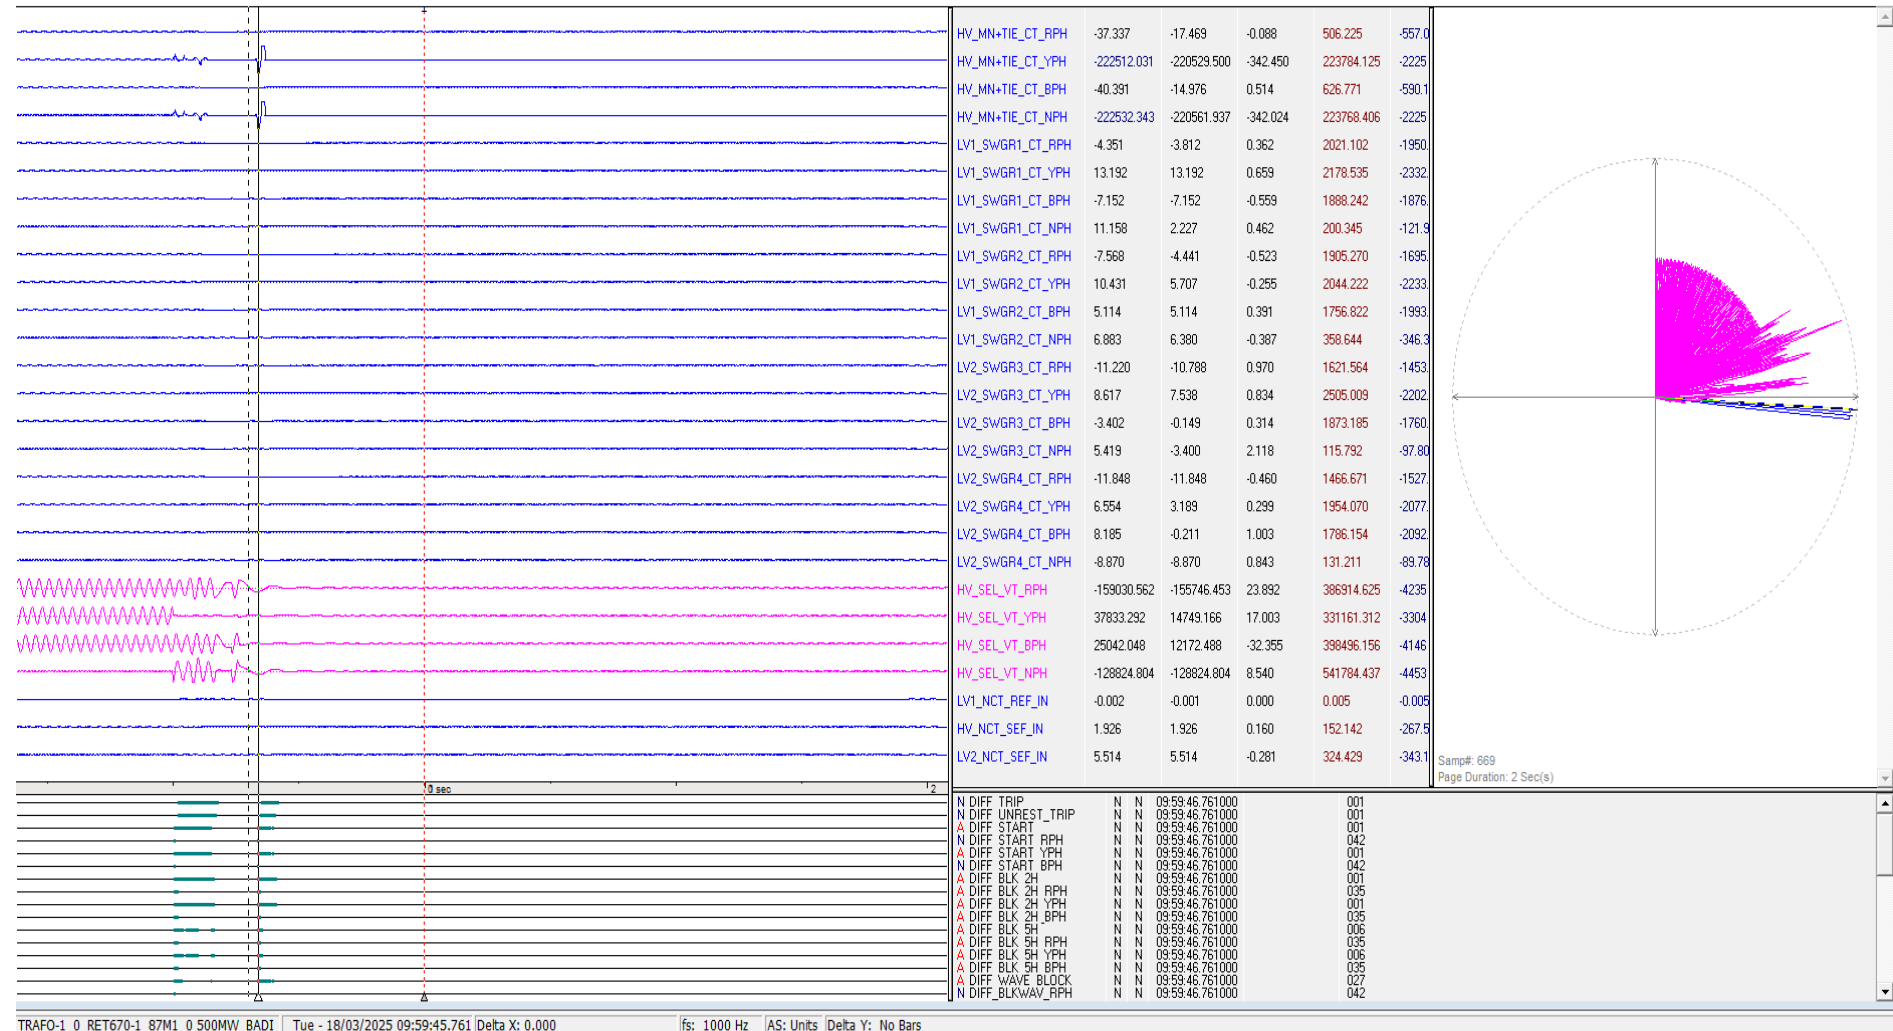 HV_MN+TIE_CT_RPH -37.337 -17.469 -0.088 506.225 -557.0
HV_MN+TIE_CT_YPH -222512.031 -220529.500 -342.450 223784.125 -2225
HV_MN+TIE_CT_BPH -40.391 -14.976 0.514 626.771 -590.1
HV_MN+TIE_CT_NPH -222532.343 -220561.937 -342.024 223768.406 -2225
LV1_SWGR1_CT_RPH -4.351 -3.812 0.362 2021.102 -1950.
LV1_SWGR1_CT_YPH 13.192 13.192 0.659 2178.535 -2332.
LV1_SWGR1_CT_BPH -7.152 -7.152 -0.559 1888.242 -1876.
LV1_SWGR1_CT_NPH 11.158 2.227 0.462 200.345 -121.9
LV1_SWGR2_CT_RPH -7.568 -4.441 -0.523 1905.270 -1695.
LV1_SWGR2_CT_YPH 10.431 5.707 -0.255 2044.222 -2233.
LV1_SWGR2_CT_BPH 5.114 5.114 0.391 1756.822 -1993.
LV1_SWGR2_CT_NPH 6.883 6.380 -0.387 358.644 -346.3
LV2_SWGR3_CT_RPH -11.220 -10.788 0.970 1621.564 -1453.
LV2_SWGR3_CT_YPH 8.617 7.538 0.834 2505.009 -2202.
LV2_SWGR3_CT_BPH -3.402 -0.149 0.314 1873.185 -1760.
LV2_SWGR3_CT_NPH 5.419 -3.400 2.118 115.792 -97.80
LV2_SWGR4_CT_RPH -11.848 -11.848 -0.460 1466.671 -1527.
LV2_SWGR4_CT_YPH 6.554 3.189 0.299 1954.070 -2077.
LV2_SWGR4_CT_BPH 8.185 -0.211 1.003 1786.154 -2092.
LV2_SWGR4_CT_NPH -8.870 -8.870 0.843 131.211 -89.78
HV_SEL_VT_RPH -159030.562 -155746.453 23.892 386914.625 -4235
HV_SEL_VT_YPH 37833.292 14749.166 17.003 331161.312 -3304
HV_SEL_VT_BPH 25042.048 12172.488 -32.355 398496.156 -4146
HV_SEL_VT_NPH -128824.804 -128824.804 8.540 541784.437 -4453
LV1_NCT_REF_IN -0.002 -0.001 0.000 0.005 -0.005
HV_NCT_SEF_IN 1.926 1.926 0.160 152.142 -267.5
LV2_NCT_SEF_IN 5.514 5.514 -0.281 324.429 -343.1
Samp#: 669
Page Duration: 2 Sec(s)
0 sec 2
N DIFF TRIP N N 09:59:46.761000 001
N DIFF UNREST_TRIP N N 09:59:46.761000 001
A DIFF START N N 09:59:46.761000 001
N DIFF START RPH N N 09:59:46.761000 042
A DIFF START YPH N N 09:59:46.761000 001
N DIFF START BPH N N 09:59:46.761000 042
A DIFF BLK 2H N N 09:59:46.761000 001
A DIFF BLK 2H RPH N N 09:59:46.761000 035
A DIFF BLK 2H YPH N N 09:59:46.761000 001
A DIFF BLK 2H_BPH N N 09:59:46.761000 035
A DIFF BLK 5H N N 09:59:46.761000 006
A DIFF BLK 5H RPH N N 09:59:46.761000 035
A DIFF BLK 5H YPH N N 09:59:46.761000 006
A DIFF BLK 5H BPH N N 09:59:46.761000 035
A DIFF WAVE BLOCK N N 09:59:46.761000 027
N DIFF_BLKWAV_RPH N N 09:59:46.761000 042
TRAFO-1 0 RET670-1 87M1 0 500MW BADI Tue - 18/03/2025 09:59:45.761 Delta X: 0.000 fs: 1000 Hz AS: Units Delta Y: No Bars